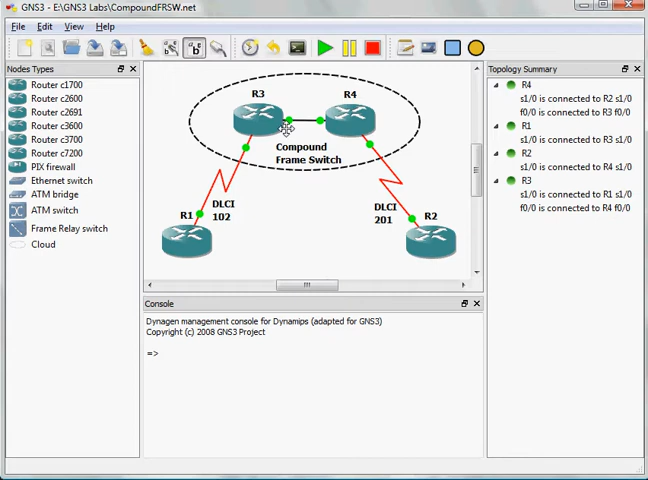 GNS3 - E:\GNS3 Labs\CompoundFRSW.net
File Edit View Help
Nodes Types
Router c1700
Router c2600
Router c2691
Router c3600
Router c3700
Router c7200
PIX firewall
Ethernet switch
ATM bridge
ATM switch
Frame Relay switch
Cloud
R3
R4
Compound
Frame Switch
DLCI
102
R1
DLCI
201
R2
Console
Dynagen management console for Dynamips (adapted for GNS3)
Copyright (c) 2008 GNS3 Project
=>
Topology Summary
R4
s1/0 is connected to R2 s1/0
f0/0 is connected to R3 f0/0
R1
s1/0 is connected to R3 s1/0
R2
s1/0 is connected to R4 s1/0
R3
s1/0 is connected to R1 s1/0
f0/0 is connected to R4 f0/0